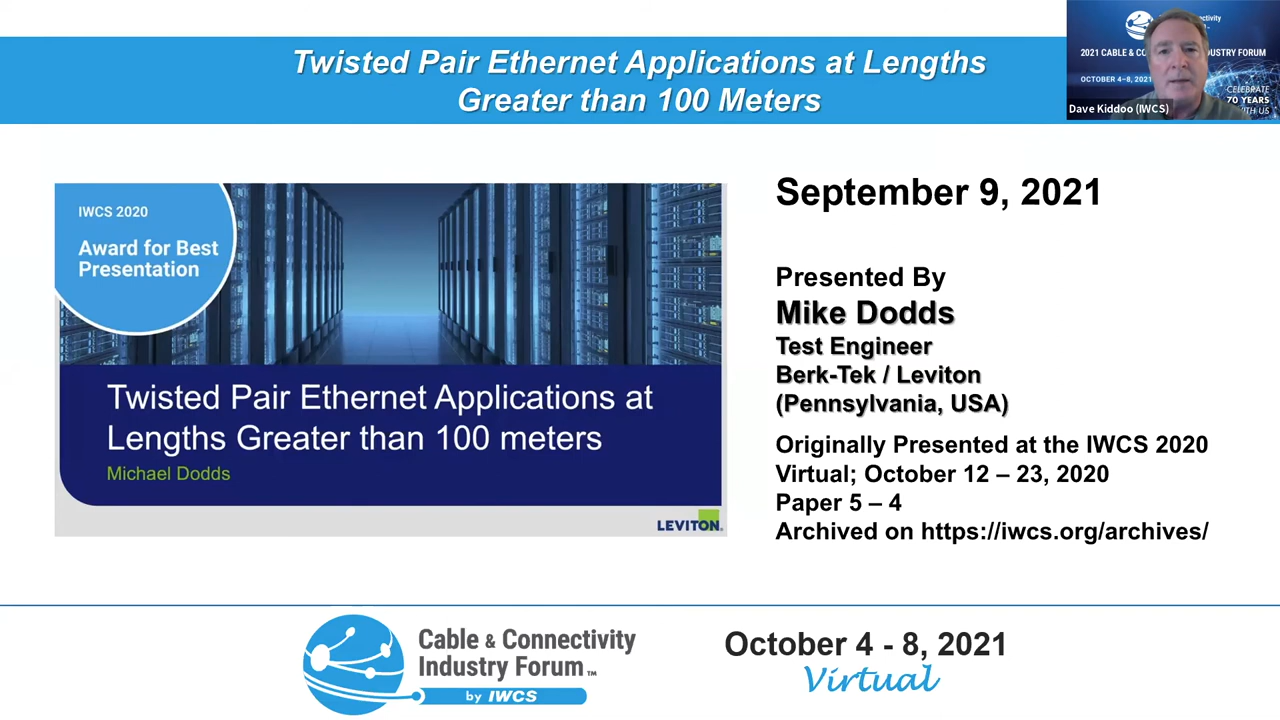 Twisted Pair Ethernet Applications at Lengths
Greater than 100 Meters
2021 CABLE & CO
USTRY FORUM
OCTOBER 4–8, 2021
CELEBRATE
70 YEARS
WITH US
Dave Kiddoo (IWCS)
IWCS 2020
Award for Best
Presentation
Twisted Pair Ethernet Applications at
Lengths Greater than 100 meters
Michael Dodds
LEVITON®
September 9, 2021
Presented By
Mike Dodds
Test Engineer
Berk-Tek / Leviton
(Pennsylvania, USA)
Originally Presented at the IWCS 2020
Virtual; October 12 – 23, 2020
Paper 5 – 4
Archived on https://iwcs.org/archives/
Cable & Connectivity
Industry Forum™
by IWCS
October 4 - 8, 2021
Virtual